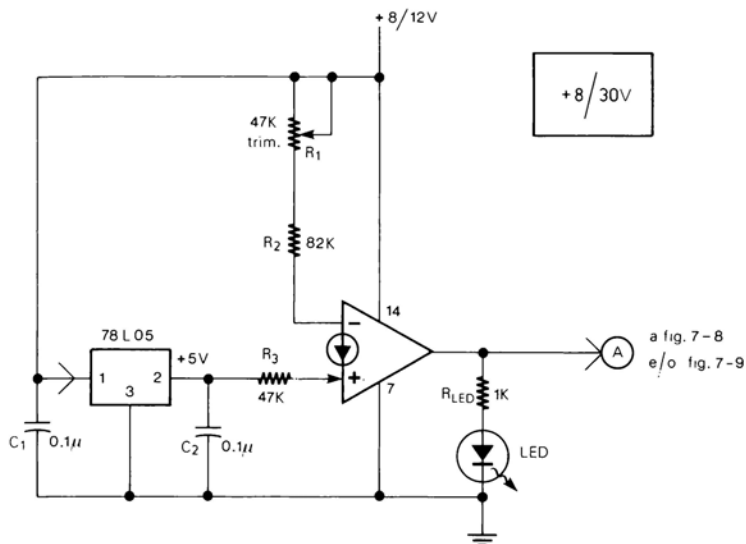 +8/12V
+8/30V
47K
trim.
R1
R2
82K
78L05
+5V
R3
14
−
+
1
2
3
47K
7
A
a fig. 7-8
e/o fig. 7-9
RLED
1K
C1
0.1μ
C2
0.1μ
LED